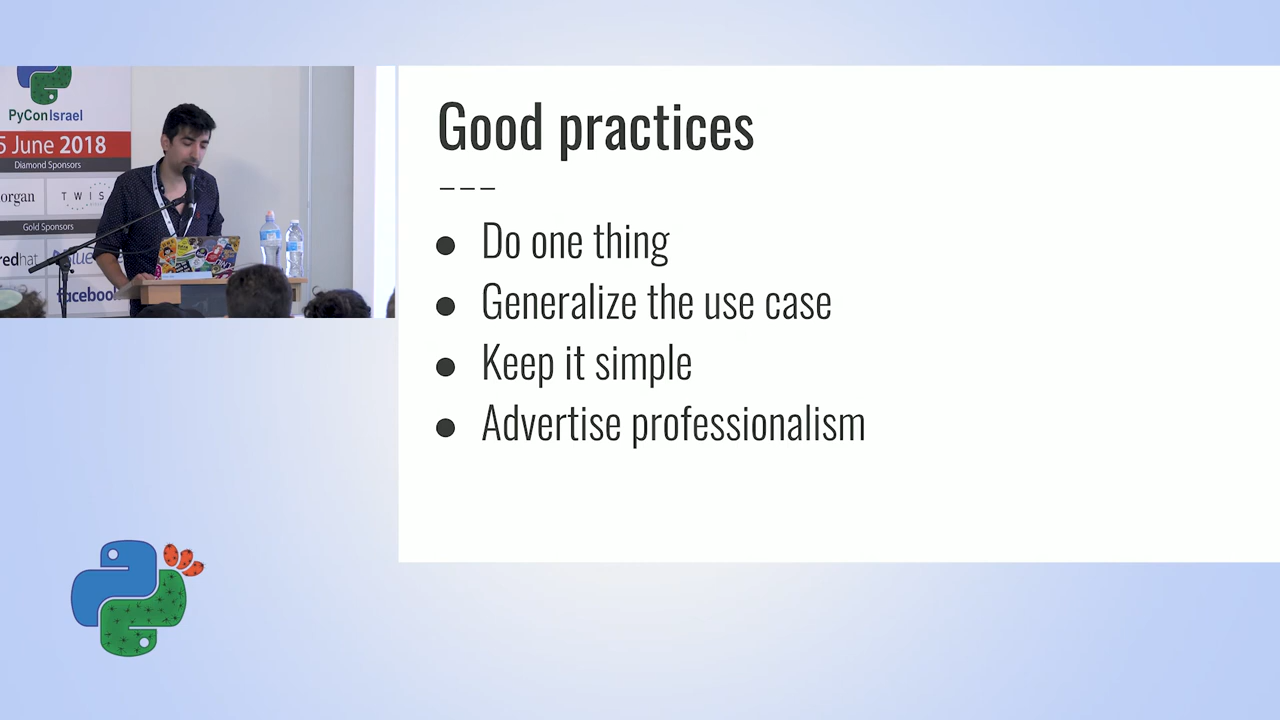 PyConIsrael
5 June 2018
Diamond Sponsors
organ
TWIS
Gold Sponsors
redhat
facebook
Good practices
---
● Do one thing
● Generalize the use case
● Keep it simple
● Advertise professionalism